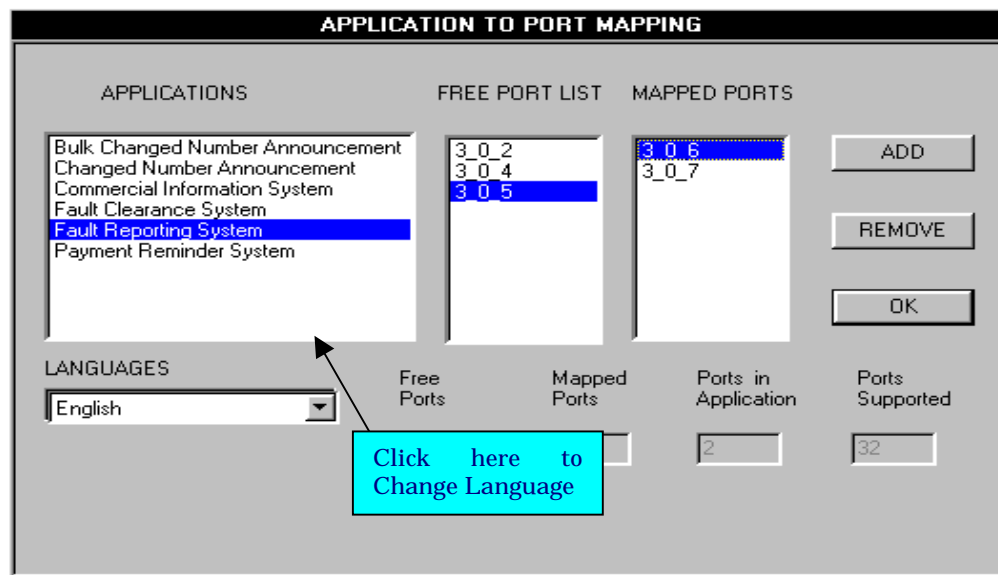 APPLICATION TO PORT MAPPING
APPLICATIONS
FREE PORT LIST
MAPPED PORTS
Bulk Changed Number Announcement
Changed Number Announcement
Commercial Information System
Fault Clearance System
Fault Reporting System
Payment Reminder System
3_0_2
3_0_4
3_0_5
3_0_6
3_0_7
ADD
REMOVE
OK
LANGUAGES
English
Free
Ports
Mapped
Ports
Ports in
Application
Ports
Supported
2
32
Click here to
Change Language